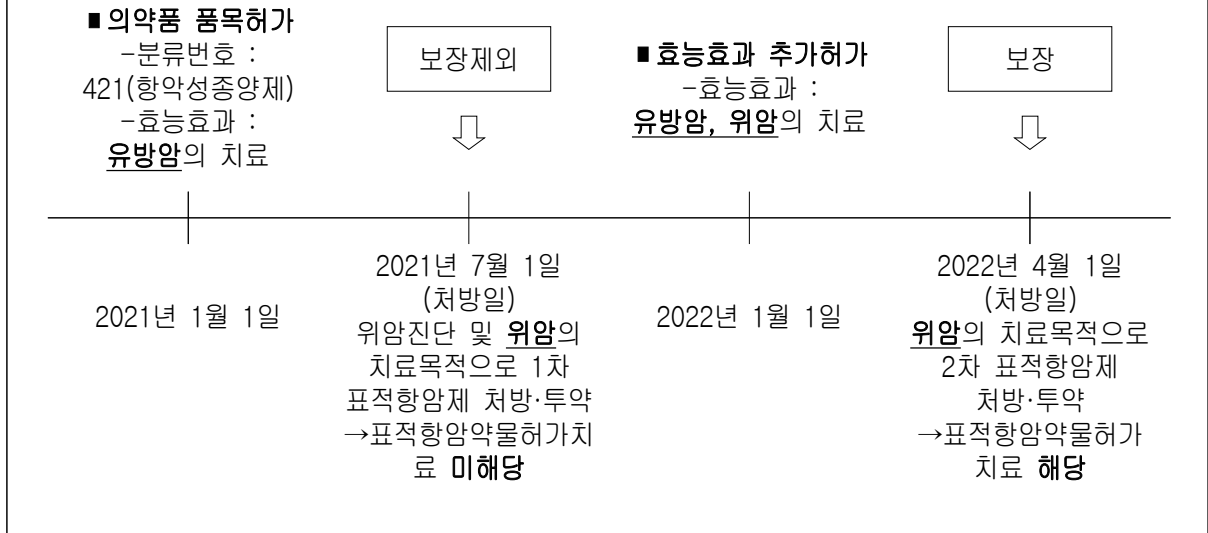 ■의약품 품목허가
-분류번호 :
421(항악성종양제)
-효능효과 :
유방암의 치료
보장제외
■효능효과 추가허가
-효능효과 :
유방암, 위암의 치료
보장
2021년 1월 1일
2021년 7월 1일
(처방일)
위암진단 및 위암의
치료목적으로 1차
표적항암제 처방·투약
→표적항암약물허가치
료 미해당
2022년 1월 1일
2022년 4월 1일
(처방일)
위암의 치료목적으로
2차 표적항암제
처방·투약
→표적항암약물허가
치료 해당